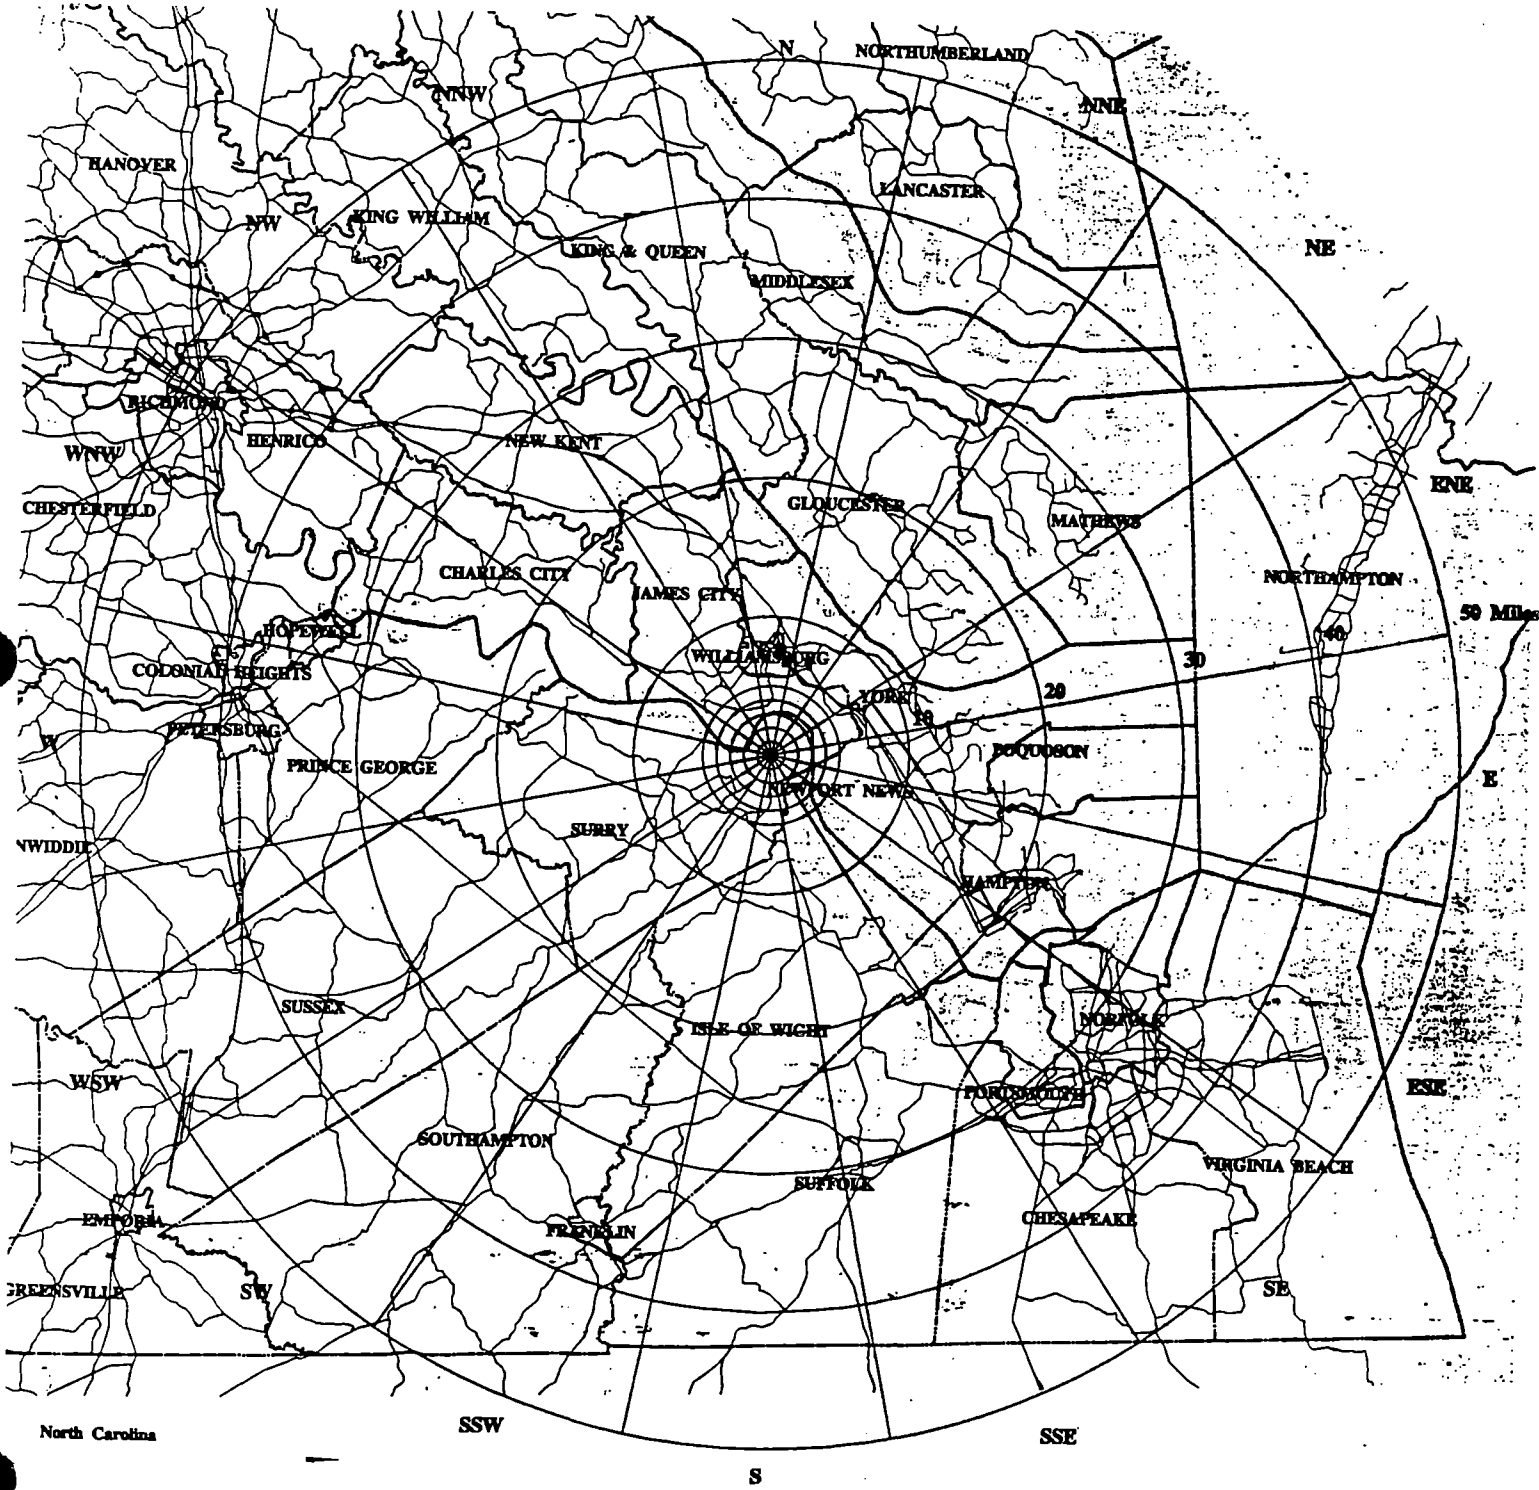 N
NORTHUMBERLAND
NNW
NNE
HANOVER
LANCASTER
NW
KING WILLIAM
KING & QUEEN
NE
MIDDLESEX
RICHMOND
HENRICO
NEW KENT
WNW
ENE
CHESTERFIELD
GLOUCESTER
MATHEWS
CHARLES CITY
NORTHAMPTON
JAMES CITY
50 Miles
HOPEWELL
40
WILLIAMSBURG
30
COLONIAL HEIGHTS
20
YORK
10
PETERSBURG
W
POQUOSON
PRINCE GEORGE
E
NEWPORT NEWS
SURRY
NWIDDIE
HAMPTON
SUSSEX
NORFOLK
ISLE OF WIGHT
WSW
ESE
PORTSMOUTH
SOUTHAMPTON
VIRGINIA BEACH
SUFFOLK
EMPORIA
CHESAPEAKE
FRANKLIN
GREENSVILLE
SW
SE
SSW
North Carolina
SSE
S